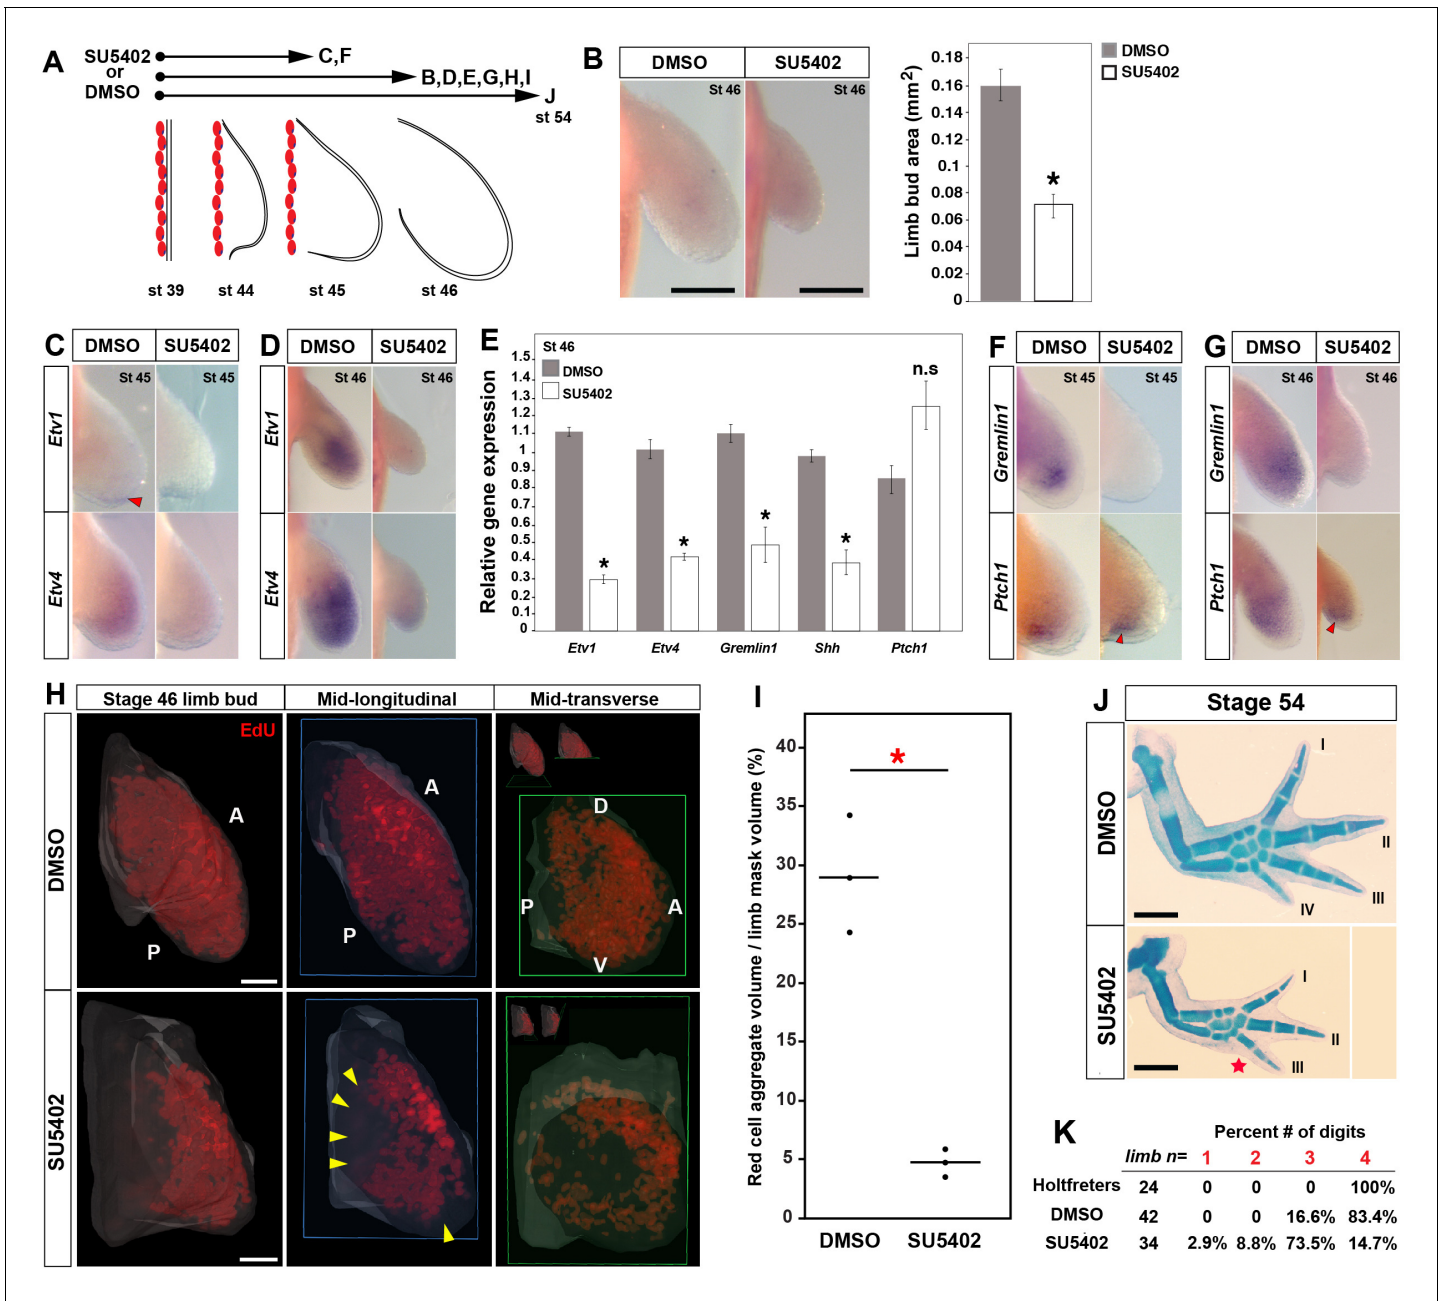 A
SU5402
or
DMSO
C,F
B,D,E,G,H,I
J
st 54
st 39
st 44
st 45
st 46
B
DMSO
SU5402
St 46
St 46
Limb bud area (mm2)
0.18
0.16
0.14
0.12
0.1
0.08
0.06
0.04
0.02
0
*
DMSO
SU5402
C
DMSO
SU5402
St 45
St 45
Etv1
Etv4
D
DMSO
SU5402
St 46
St 46
Etv1
Etv4
E
St 46
DMSO
SU5402
Relative gene expression
1.5
1.4
1.3
1.2
1
0.9
0.8
0.7
0.6
0.5
0.4
0.3
0.2
0.1
0
*
*
*
*
n.s
Etv1
Etv4
Gremlin1
Shh
Ptch1
F
DMSO
SU5402
St 45
St 45
Gremlin1
Ptch1
G
DMSO
SU5402
St 46
St 46
Gremlin1
Ptch1
H
Stage 46 limb bud
Mid-longitudinal
Mid-transverse
DMSO
SU5402
EdU
A
P
A
P
D
P
A
V
I
Red cell aggregate volume / limb mask volume (%)
40
35
30
25
20
15
10
5
0
*
DMSO
SU5402
J
Stage 54
DMSO
I
II
III
IV
SU5402
I
II
III
K
Percent # of digits
limb n= 1 2 3 4
Holtfreters 24 0 0 0 100%
DMSO 42 0 0 16.6% 83.4%
SU5402 34 2.9% 8.8% 73.5% 14.7%